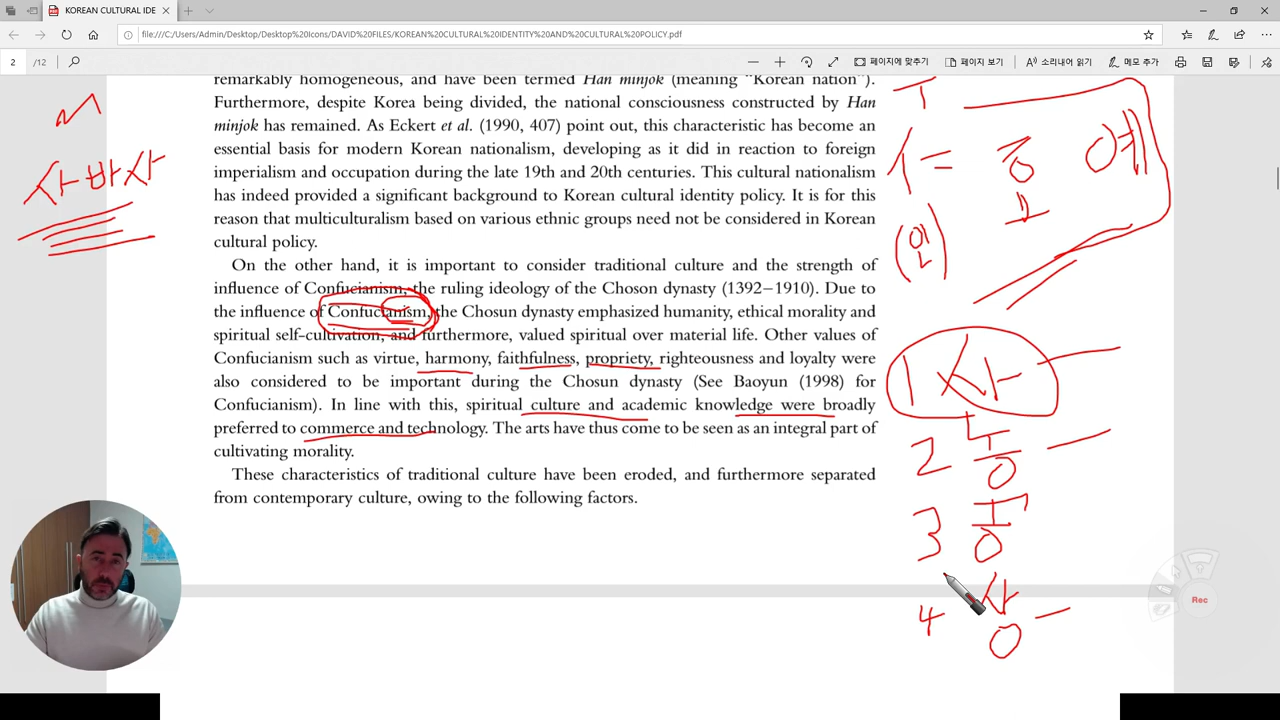 KOREAN CULTURAL IDE
file:///C:/Users/Admin/Desktop/Desktop%20Icons/DAVID%20FILES/KOREAN%20CULTURAL%20IDENTITY%20AND%20CULTURAL%20POLICY.pdf
2 /12
페이지에 맞추기
페이지 보기
소리내어 읽기
메모 추가
remarkably homogeneous, and have been termed Han minjok (meaning “Korean nation”).
Furthermore, despite Korea being divided, the national consciousness constructed by Han
minjok has remained. As Eckert et al. (1990, 407) point out, this characteristic has become an
essential basis for modern Korean nationalism, developing as it did in reaction to foreign
imperialism and occupation during the late 19th and 20th centuries. This cultural nationalism
has indeed provided a significant background to Korean cultural identity policy. It is for this
reason that multiculturalism based on various ethnic groups need not be considered in Korean
cultural policy.
On the other hand, it is important to consider traditional culture and the strength of
influence of Confucianism, the ruling ideology of the Choson dynasty (1392–1910). Due to
the influence of Confucianism, the Chosun dynasty emphasized humanity, ethical morality and
spiritual self-cultivation, and furthermore, valued spiritual over material life. Other values of
Confucianism such as virtue, harmony, faithfulness, propriety, righteousness and loyalty were
also considered to be important during the Chosun dynasty (See Baoyun (1998) for
Confucianism). In line with this, spiritual culture and academic knowledge were broadly
preferred to commerce and technology. The arts have thus come to be seen as an integral part of
cultivating morality.
These characteristics of traditional culture have been eroded, and furthermore separated
from contemporary culture, owing to the following factors.
사바사
예
(인)
1 사
2 농
3 공
4 상
Rec